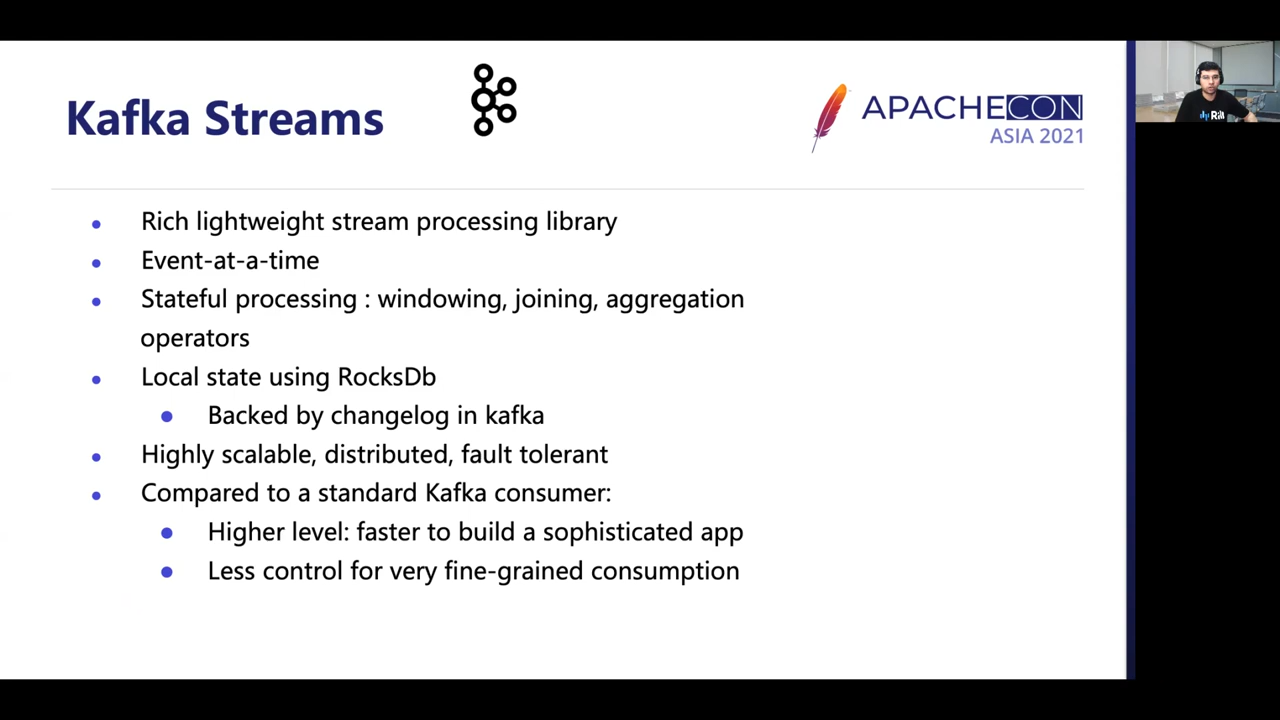 Kafka Streams
APACHECON
ASIA 2021
Rich lightweight stream processing library
Event-at-a-time
Stateful processing : windowing, joining, aggregation
operators
Local state using RocksDb
Backed by changelog in kafka
Highly scalable, distributed, fault tolerant
Compared to a standard Kafka consumer:
Higher level: faster to build a sophisticated app
Less control for very fine-grained consumption
Rill